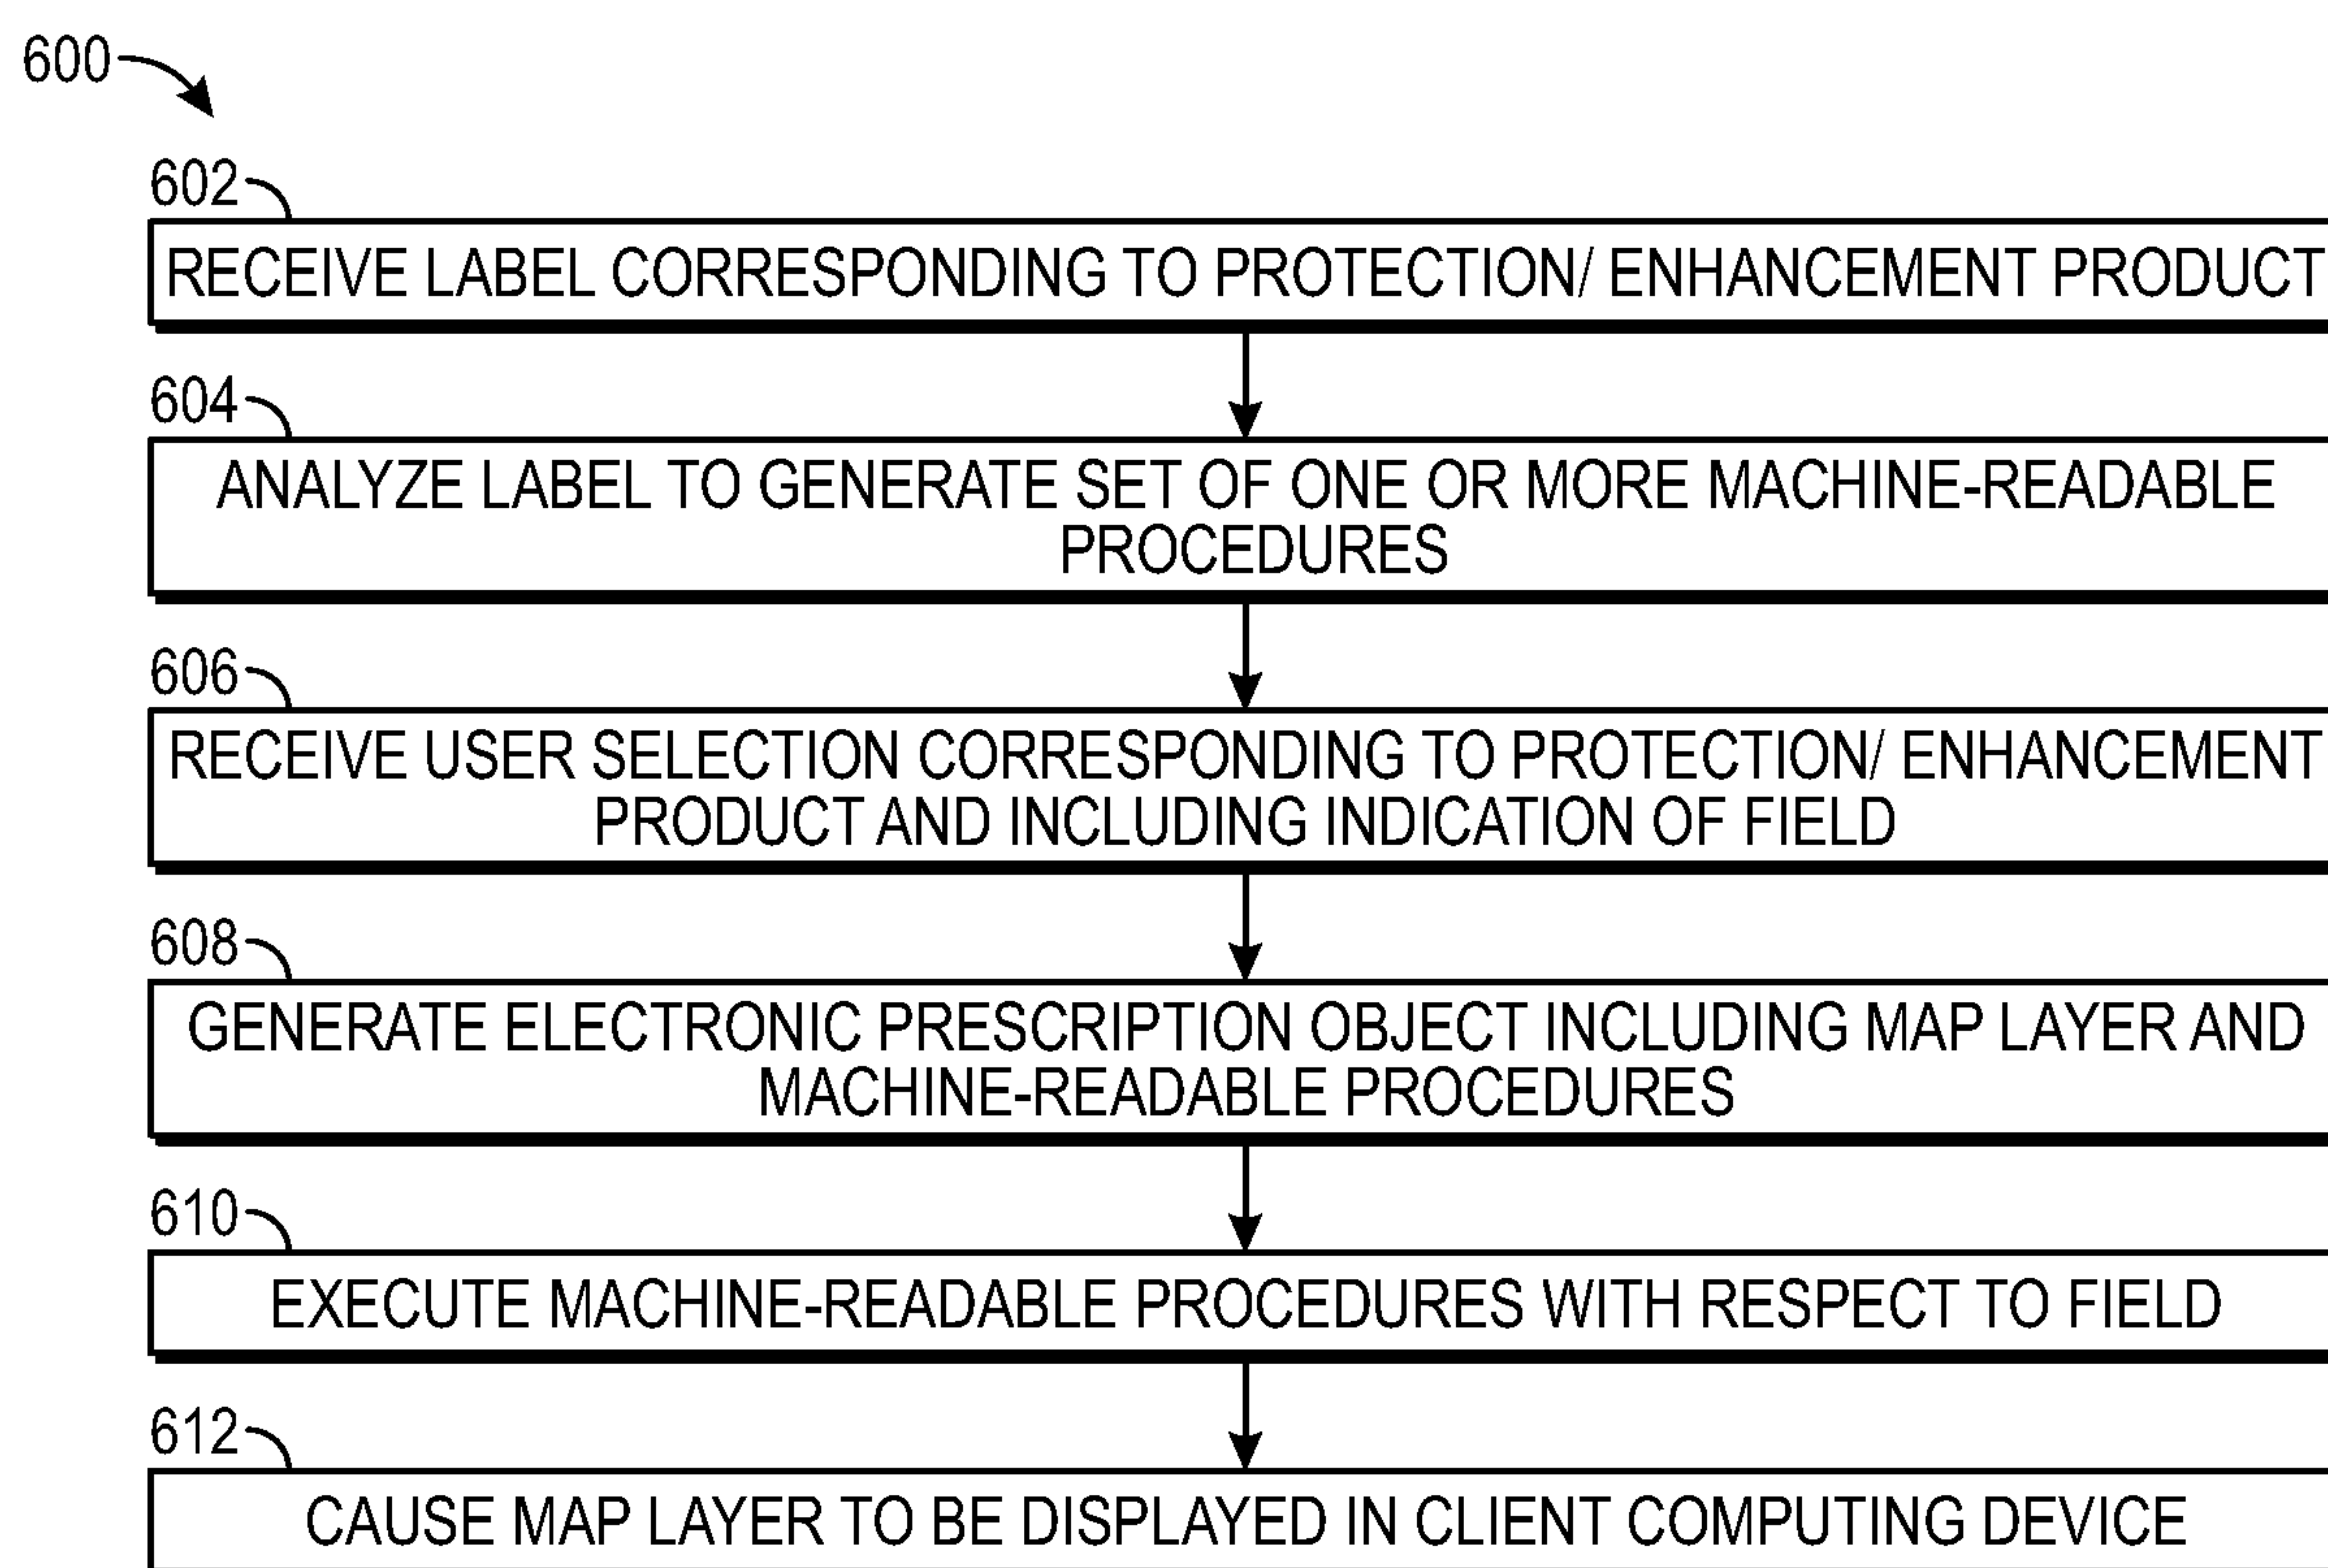 600
602
RECEIVE LABEL CORRESPONDING TO PROTECTION/ ENHANCEMENT PRODUCT
604
ANALYZE LABEL TO GENERATE SET OF ONE OR MORE MACHINE-READABLE
PROCEDURES
606
RECEIVE USER SELECTION CORRESPONDING TO PROTECTION/ ENHANCEMENT
PRODUCT AND INCLUDING INDICATION OF FIELD
608
GENERATE ELECTRONIC PRESCRIPTION OBJECT INCLUDING MAP LAYER AND
MACHINE-READABLE PROCEDURES
610
EXECUTE MACHINE-READABLE PROCEDURES WITH RESPECT TO FIELD
612
CAUSE MAP LAYER TO BE DISPLAYED IN CLIENT COMPUTING DEVICE